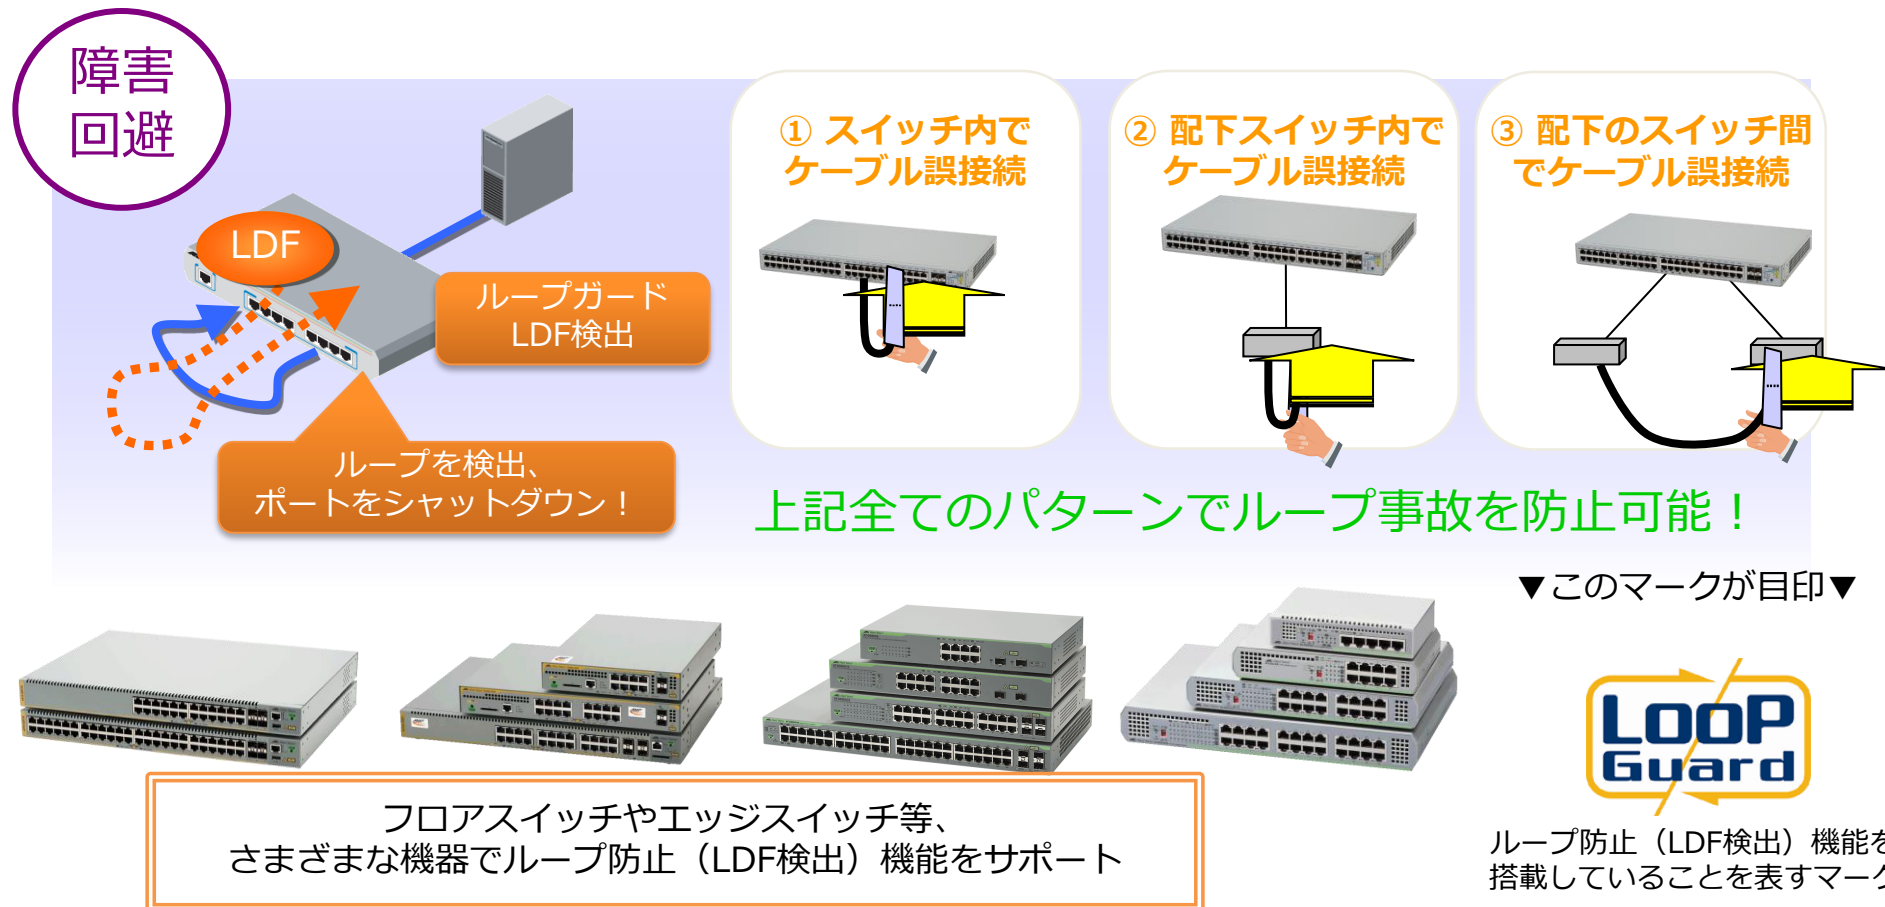 障害
回避
LDF
ループガード
LDF検出
ループを検出、
ポートをシャットダウン！
① スイッチ内で
ケーブル誤接続
② 配下スイッチ内で
ケーブル誤接続
③ 配下のスイッチ間
でケーブル誤接続
上記全てのパターンでループ事故を防止可能！
▼このマークが目印▼
LOOP
Guard
フロアスイッチやエッジスイッチ等、
さまざまな機器でループ防止（LDF検出）機能をサポート
ループ防止（LDF検出）機能を
搭載していることを表すマーク